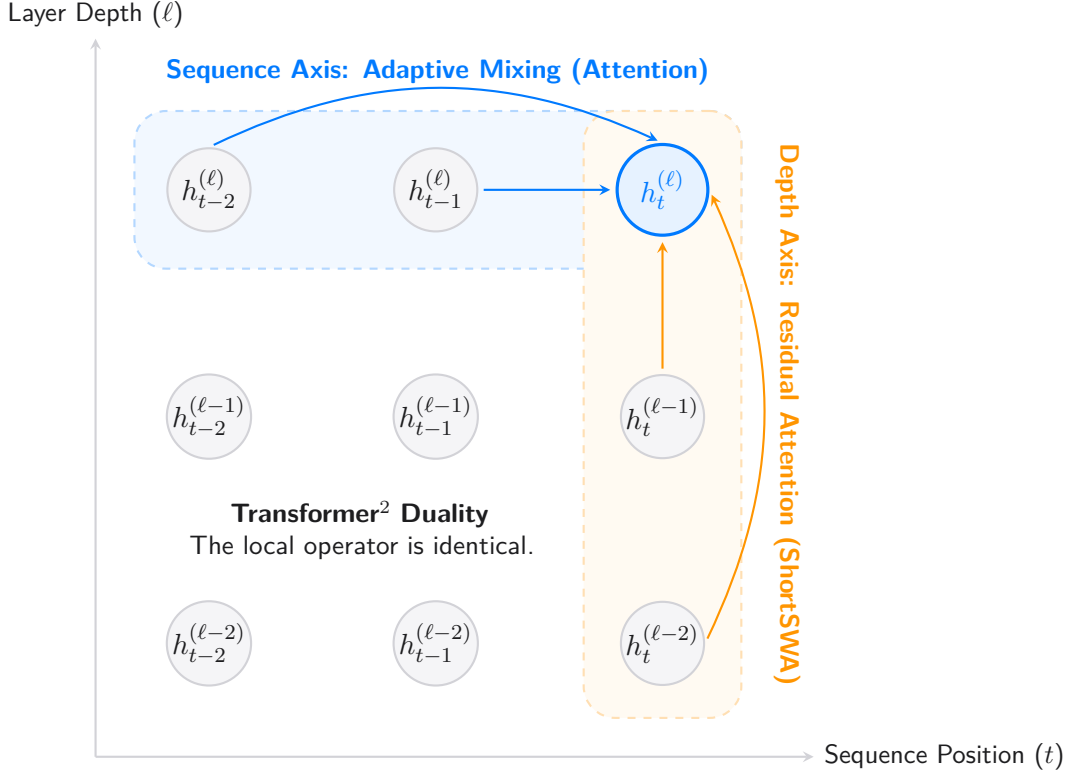 Layer Depth (ℓ)
Sequence Axis: Adaptive Mixing (Attention)
h_{t−2}^{(ℓ)}
h_{t−1}^{(ℓ)}
h_t^{(ℓ)}
Depth Axis: Residual Attention (ShortSWA)
h_{t−2}^{(ℓ−1)}
h_{t−1}^{(ℓ−1)}
h_t^{(ℓ−1)}
Transformer² Duality
The local operator is identical.
h_{t−2}^{(ℓ−2)}
h_{t−1}^{(ℓ−2)}
h_t^{(ℓ−2)}
Sequence Position (t)